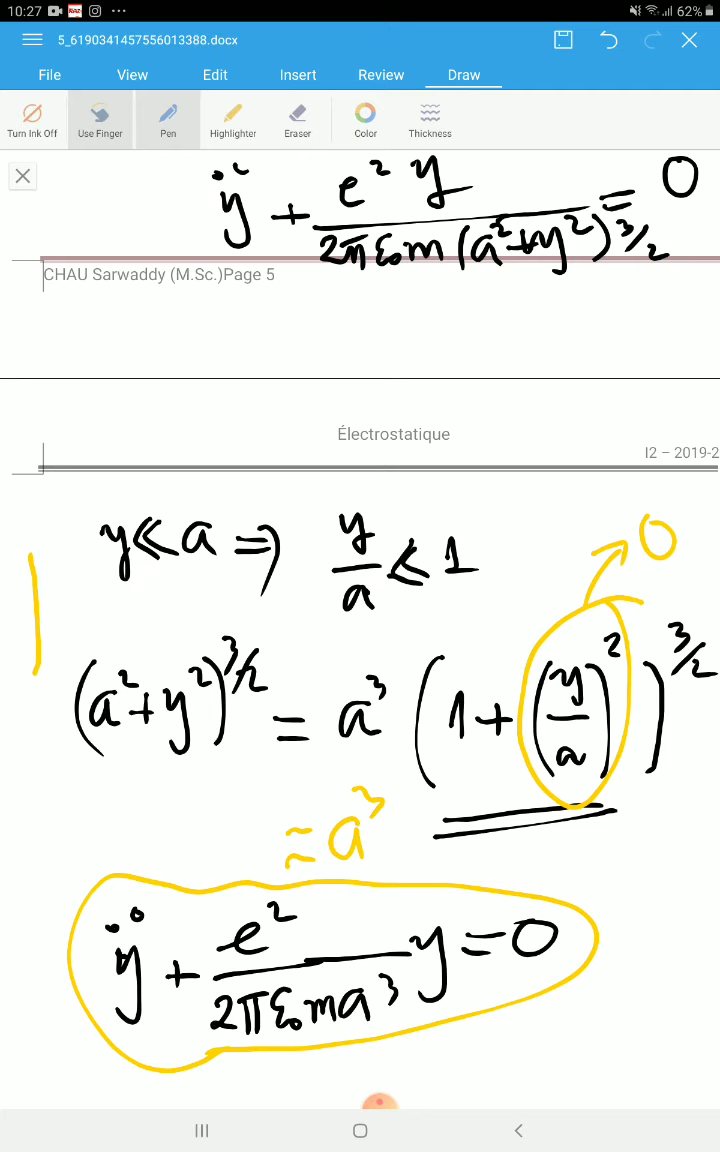 10:27 62%
5_6190341457556013388.docx
File View Edit Insert Review Draw
Turn Ink Off Use Finger Pen Highlighter Eraser Color Thickness
ÿ + e² y / 2πε₀m (a²+y²)^3/2 = 0
CHAU Sarwaddy (M.Sc.)Page 5
Électrostatique
I2 – 2019-2
y ≪ a ⇒ y/a ≪ 1 → 0
(a²+y²)^3/2 = a³ (1 + (y/a)²)^3/2
≈ a³
ÿ + e² / 2πε₀ma³ y = 0